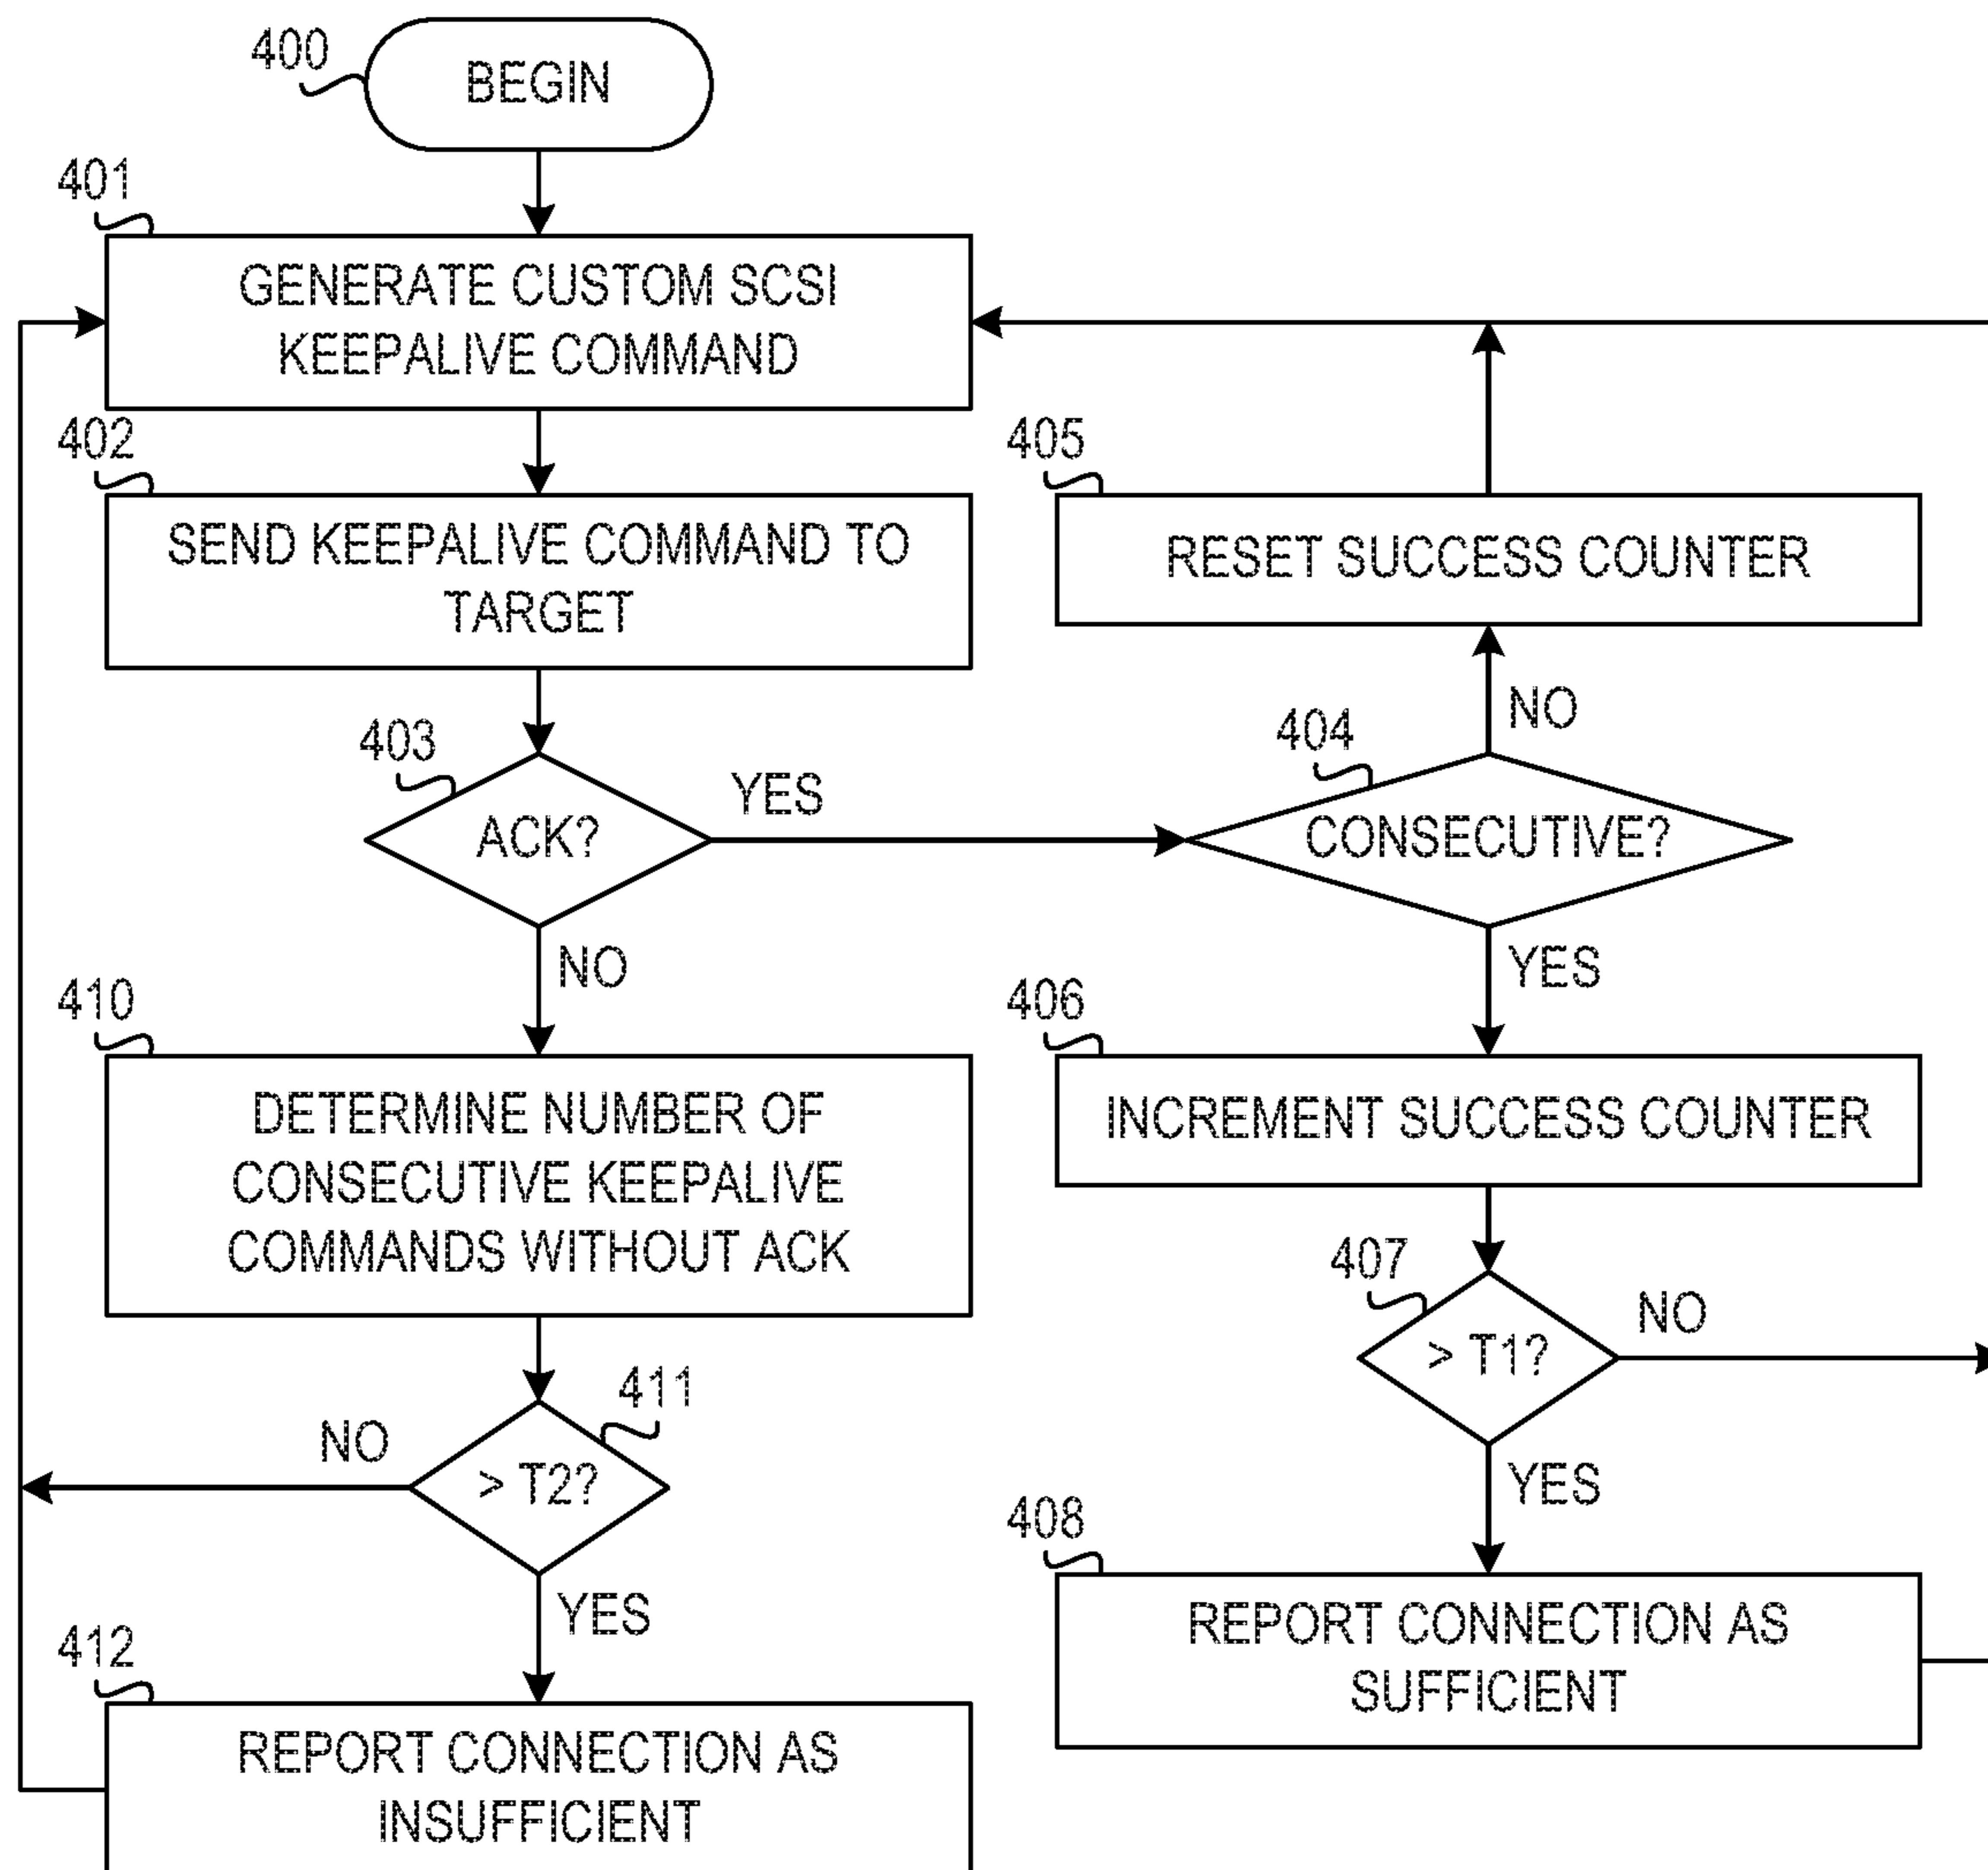 400
BEGIN
401
GENERATE CUSTOM SCSI
KEEPALIVE COMMAND
402
SEND KEEPALIVE COMMAND TO
TARGET
403
ACK?
YES
NO
404
CONSECUTIVE?
NO
YES
405
RESET SUCCESS COUNTER
406
INCREMENT SUCCESS COUNTER
407
> T1?
NO
YES
408
REPORT CONNECTION AS
SUFFICIENT
410
DETERMINE NUMBER OF
CONSECUTIVE KEEPALIVE
COMMANDS WITHOUT ACK
411
> T2?
NO
YES
412
REPORT CONNECTION AS
INSUFFICIENT